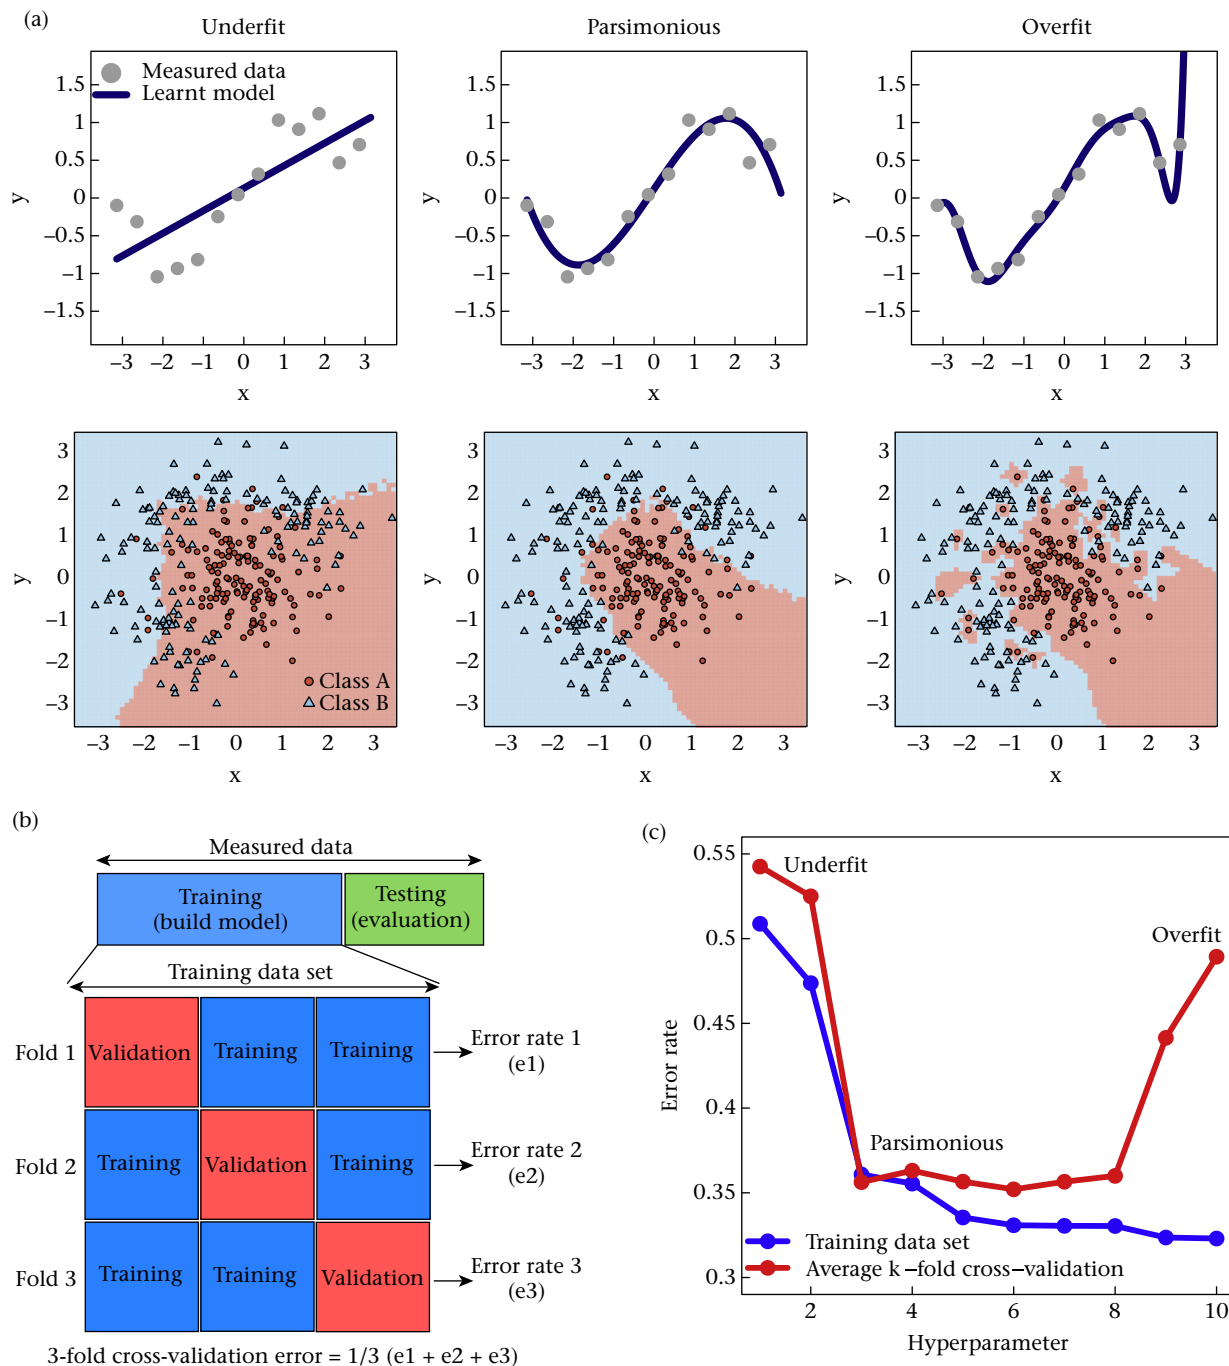 (a)
Underfit
Parsimonious
Overfit
Measured data
Learnt model
1.5
1
0.5
0
−0.5
−1
−1.5
y
−3 −2 −1 0 1 2 3
x
1.5
1
0.5
0
−0.5
−1
−1.5
y
−3 −2 −1 0 1 2 3
x
1.5
1
0.5
0
−0.5
−1
−1.5
y
−3 −2 −1 0 1 2 3
x
3
2
1
0
−1
−2
−3
y
Class A
Class B
−3 −2 −1 0 1 2 3
x
3
2
1
0
−1
−2
−3
y
−3 −2 −1 0 1 2 3
x
3
2
1
0
−1
−2
−3
y
−3 −2 −1 0 1 2 3
x
(b)
Measured data
Training
(build model)
Testing
(evaluation)
Training data set
Fold 1
Validation
Training
Training
Error rate 1
(e1)
Fold 2
Training
Validation
Training
Error rate 2
(e2)
Fold 3
Training
Training
Validation
Error rate 3
(e3)
3-fold cross-validation error = 1/3 (e1 + e2 + e3)
(c)
0.55
0.5
0.45
0.4
0.35
0.3
Error rate
Underfit
Overfit
Parsimonious
Training data set
Average k–fold cross–validation
2 4 6 8 10
Hyperparameter